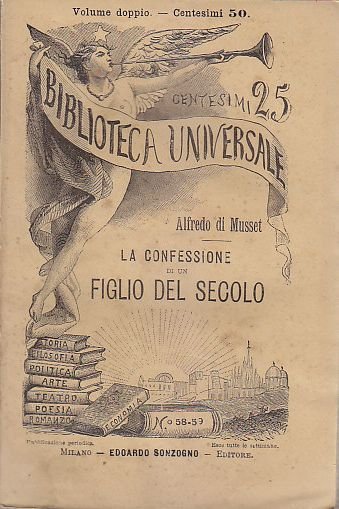 Volume doppio. — Centesimi 50.
CENTESIMI 25
BIBLIOTECA UNIVERSALE
Alfredo di Musset
LA CONFESSIONE
DI UN
FIGLIO DEL SECOLO
STORIA
FILOSOFIA
POLITICA
ARTE
TEATRO
POESIA
ROMANZO
ECONOMIA
No 58-59
Pubblicazione periodica.
Esce tutte le settimane.
MILANO — EDOARDO SONZOGNO — EDITORE.